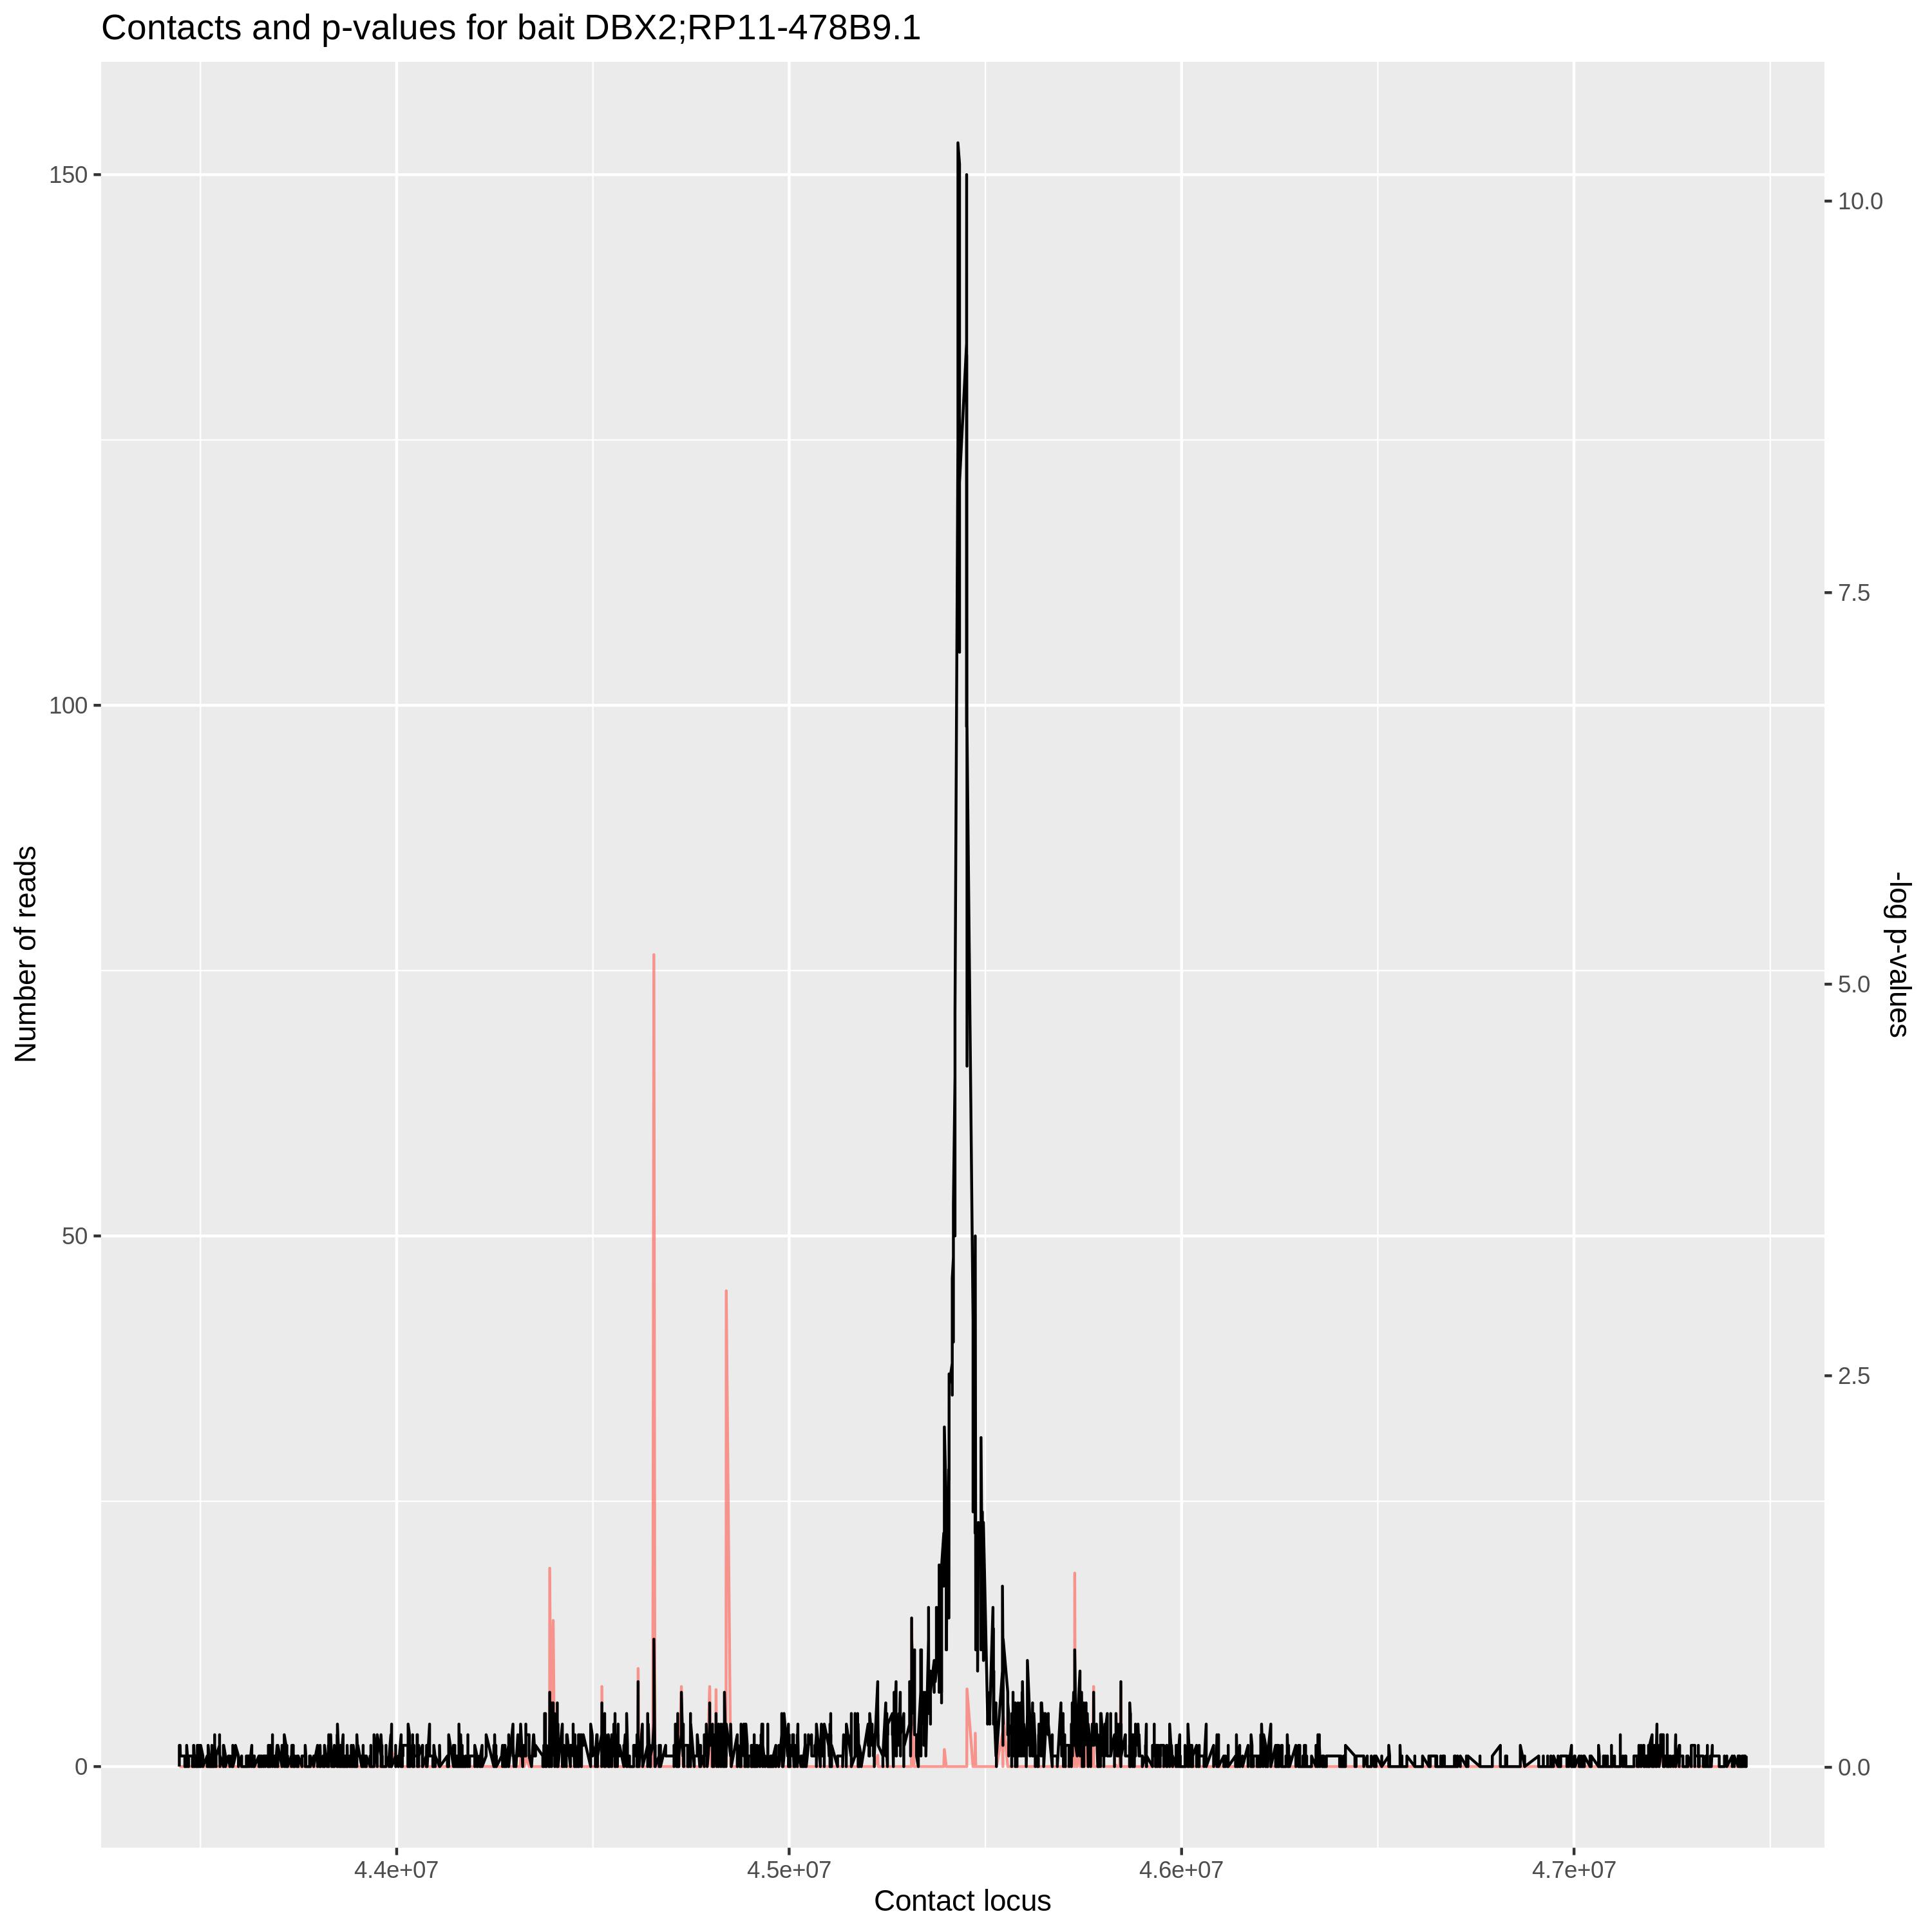 Contacts and p-values for bait DBX2;RP11-478B9.1
150
100
50
0
Number of reads
10.0
7.5
5.0
2.5
0.0
-log p-values
4.4e+07
4.5e+07
4.6e+07
4.7e+07
Contact locus